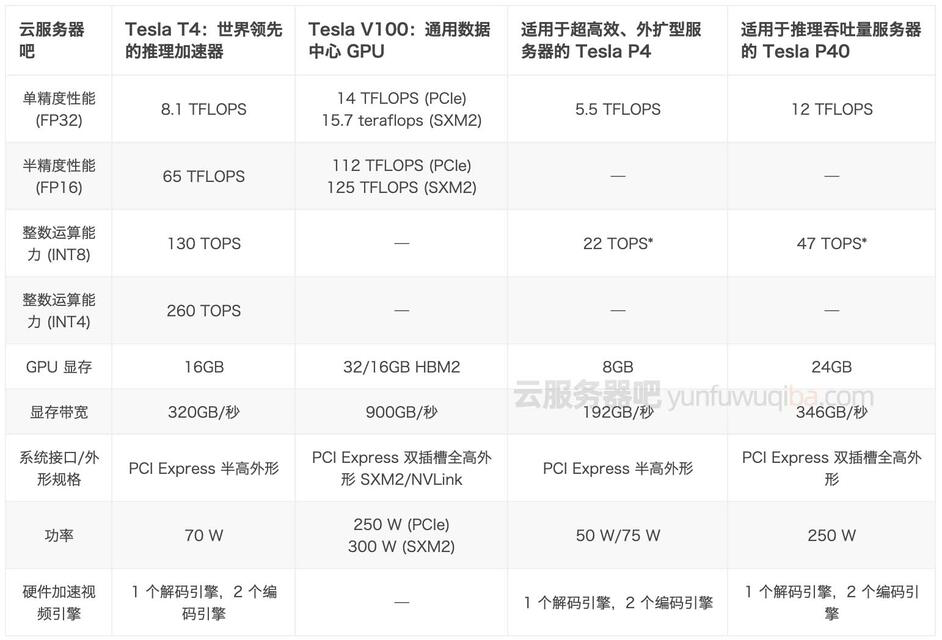 云服务器
吧
Tesla T4：世界领先
的推理加速器
Tesla V100：通用数据
中心 GPU
适用于超高效、外扩型服
务器的 Tesla P4
适用于推理吞吐量服务器
的 Tesla P40
单精度性能
(FP32)
8.1 TFLOPS
14 TFLOPS (PCIe)
15.7 teraflops (SXM2)
5.5 TFLOPS
12 TFLOPS
半精度性能
(FP16)
65 TFLOPS
112 TFLOPS (PCIe)
125 TFLOPS (SXM2)
—
—
整数运算能
力 (INT8)
130 TOPS
—
22 TOPS*
47 TOPS*
整数运算能
力 (INT4)
260 TOPS
—
—
—
GPU 显存
16GB
32/16GB HBM2
8GB
24GB
云服务器吧 yunfuwuqiba.com
显存带宽
320GB/秒
900GB/秒
192GB/秒
346GB/秒
系统接口/外
形规格
PCI Express 半高外形
PCI Express 双插槽全高外
形 SXM2/NVLink
PCI Express 半高外形
PCI Express 双插槽全高外
形
功率
70 W
250 W (PCIe)
300 W (SXM2)
50 W/75 W
250 W
硬件加速视
频引擎
1 个解码引擎，2 个编
码引擎
—
1 个解码引擎，2 个编码引擎
1 个解码引擎，2 个编码引
擎